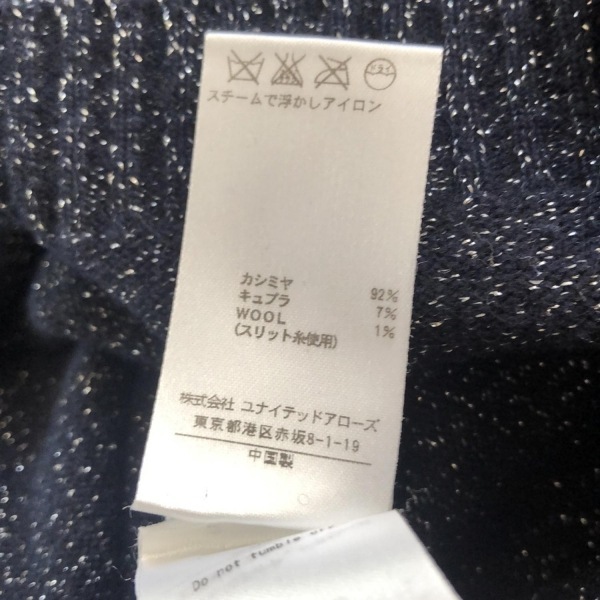 ドライ
スチームで浮かしアイロン
カシミヤ 92%
キュプラ 7%
WOOL 1%
(スリット糸使用)
株式会社 ユナイテッドアローズ
東京都港区赤坂8-1-19
中国製
Do not tumble dry